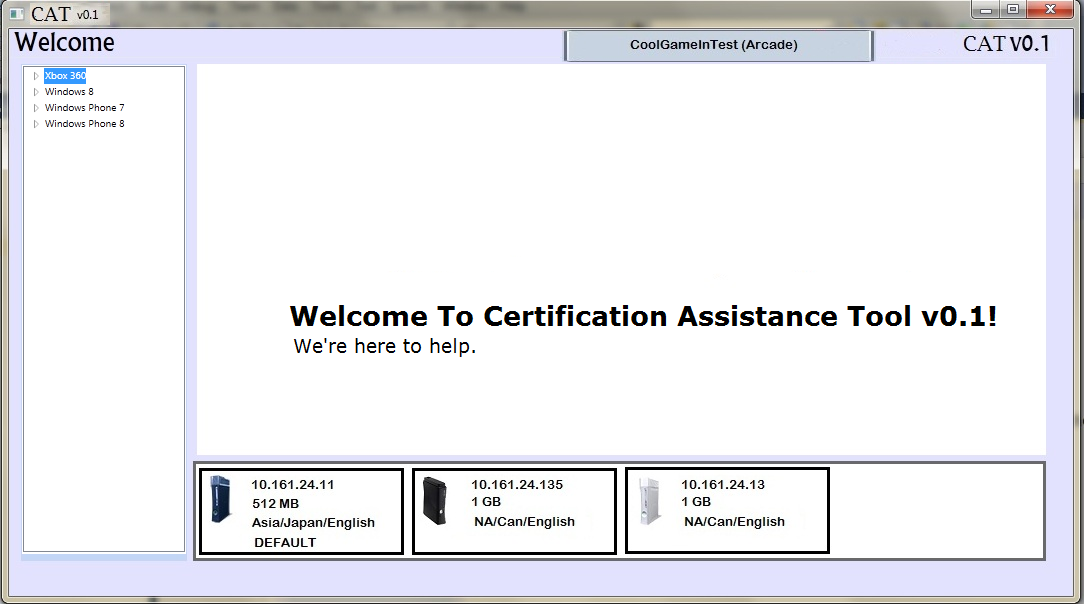 CAT v0.1
Welcome
CoolGameInTest (Arcade)
CAT v0.1
Xbox 360
Windows 8
Windows Phone 7
Windows Phone 8
Welcome To Certification Assistance Tool v0.1!
We're here to help.
10.161.24.11
512 MB
Asia/Japan/English
DEFAULT
10.161.24.135
1 GB
NA/Can/English
10.161.24.13
1 GB
NA/Can/English